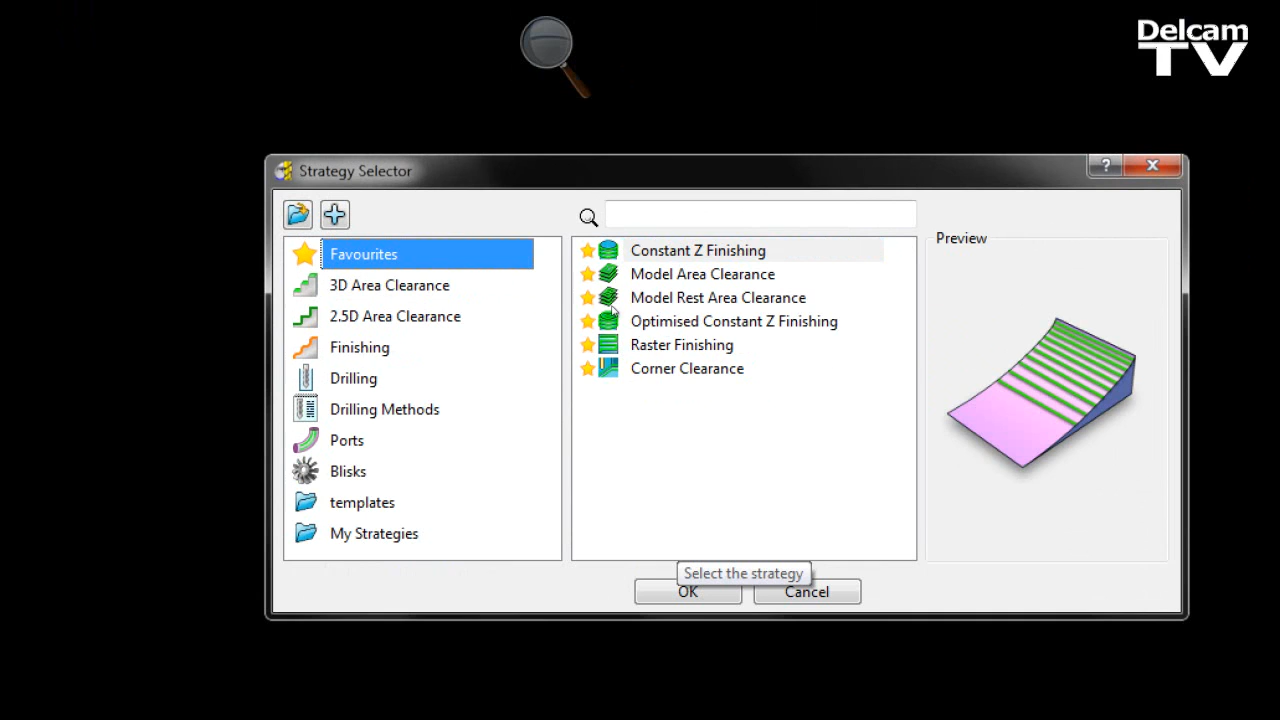 Delcam
TV
Strategy Selector
?
Favourites
3D Area Clearance
2.5D Area Clearance
Finishing
Drilling
Drilling Methods
Ports
Blisks
templates
My Strategies
Constant Z Finishing
Model Area Clearance
Model Rest Area Clearance
Optimised Constant Z Finishing
Raster Finishing
Corner Clearance
Preview
Select the strategy
OK
Cancel